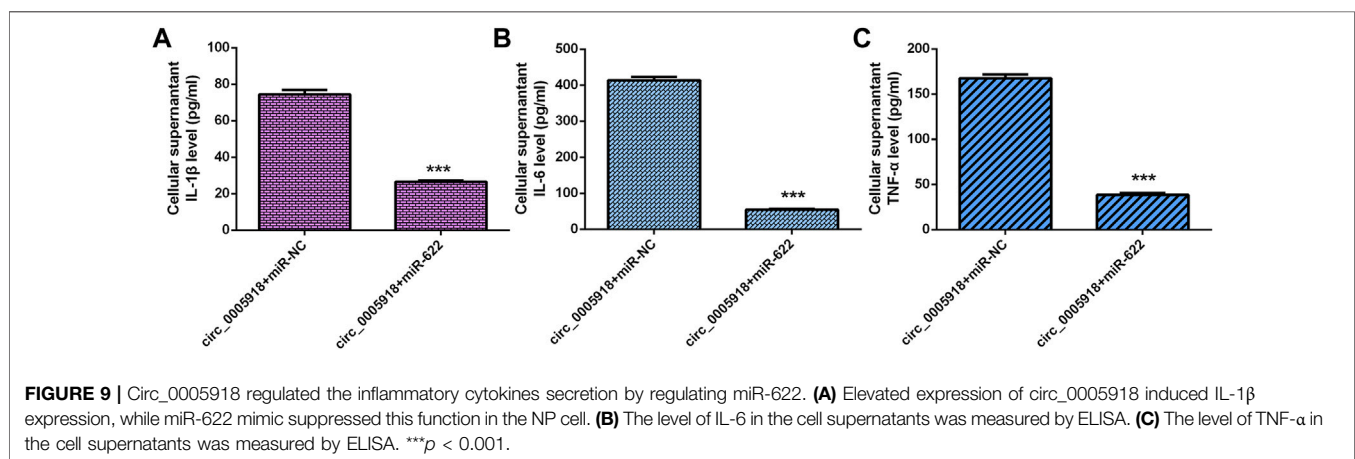 A
Cellular supernantant
IL-1β level (pg/ml)
100
80
60
40
20
0
***
circ_0005918+miR-NC
circ_0005918+miR-622
B
Cellular supernantant
IL-6 level (pg/ml)
500
400
300
200
100
0
***
circ_0005918+miR-NC
circ_0005918+miR-622
C
Cellular supernantant
TNF-α level (pg/ml)
200
150
100
50
0
***
circ_0005918+miR-NC
circ_0005918+miR-622
FIGURE 9 | Circ_0005918 regulated the inflammatory cytokines secretion by regulating miR-622. (A) Elevated expression of circ_0005918 induced IL-1β
expression, while miR-622 mimic suppressed this function in the NP cell. (B) The level of IL-6 in the cell supernatants was measured by ELISA. (C) The level of TNF-α in
the cell supernatants was measured by ELISA. ***p < 0.001.